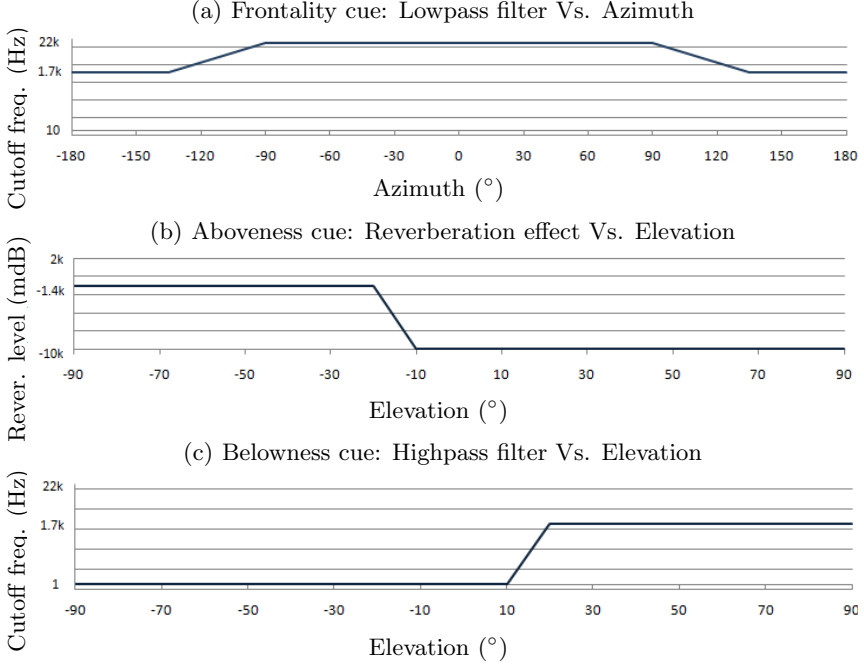 (a) Frontality cue: Lowpass filter Vs. Azimuth
Cutoff freq. (Hz)
22k
1.7k
10
-180 -150 -120 -90 -60 -30 0 30 60 90 120 150 180
Azimuth (°)
(b) Aboveness cue: Reverberation effect Vs. Elevation
Rever. level (mdB)
2k
-1.4k
-10k
-90 -70 -50 -30 -10 10 30 50 70 90
Elevation (°)
(c) Belowness cue: Highpass filter Vs. Elevation
Cutoff freq. (Hz)
22k
1.7k
1
-90 -70 -50 -30 -10 10 30 50 70 90
Elevation (°)